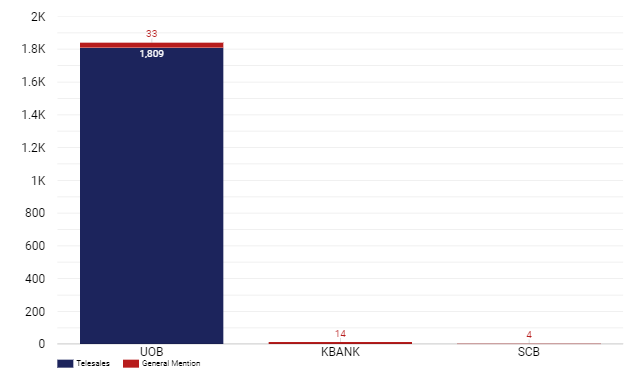 2K
33
1.8K
1,809
1.6K
1.4K
1.2K
1K
800
600
400
200
14
4
0
UOB KBANK SCB
Telesales General Mention